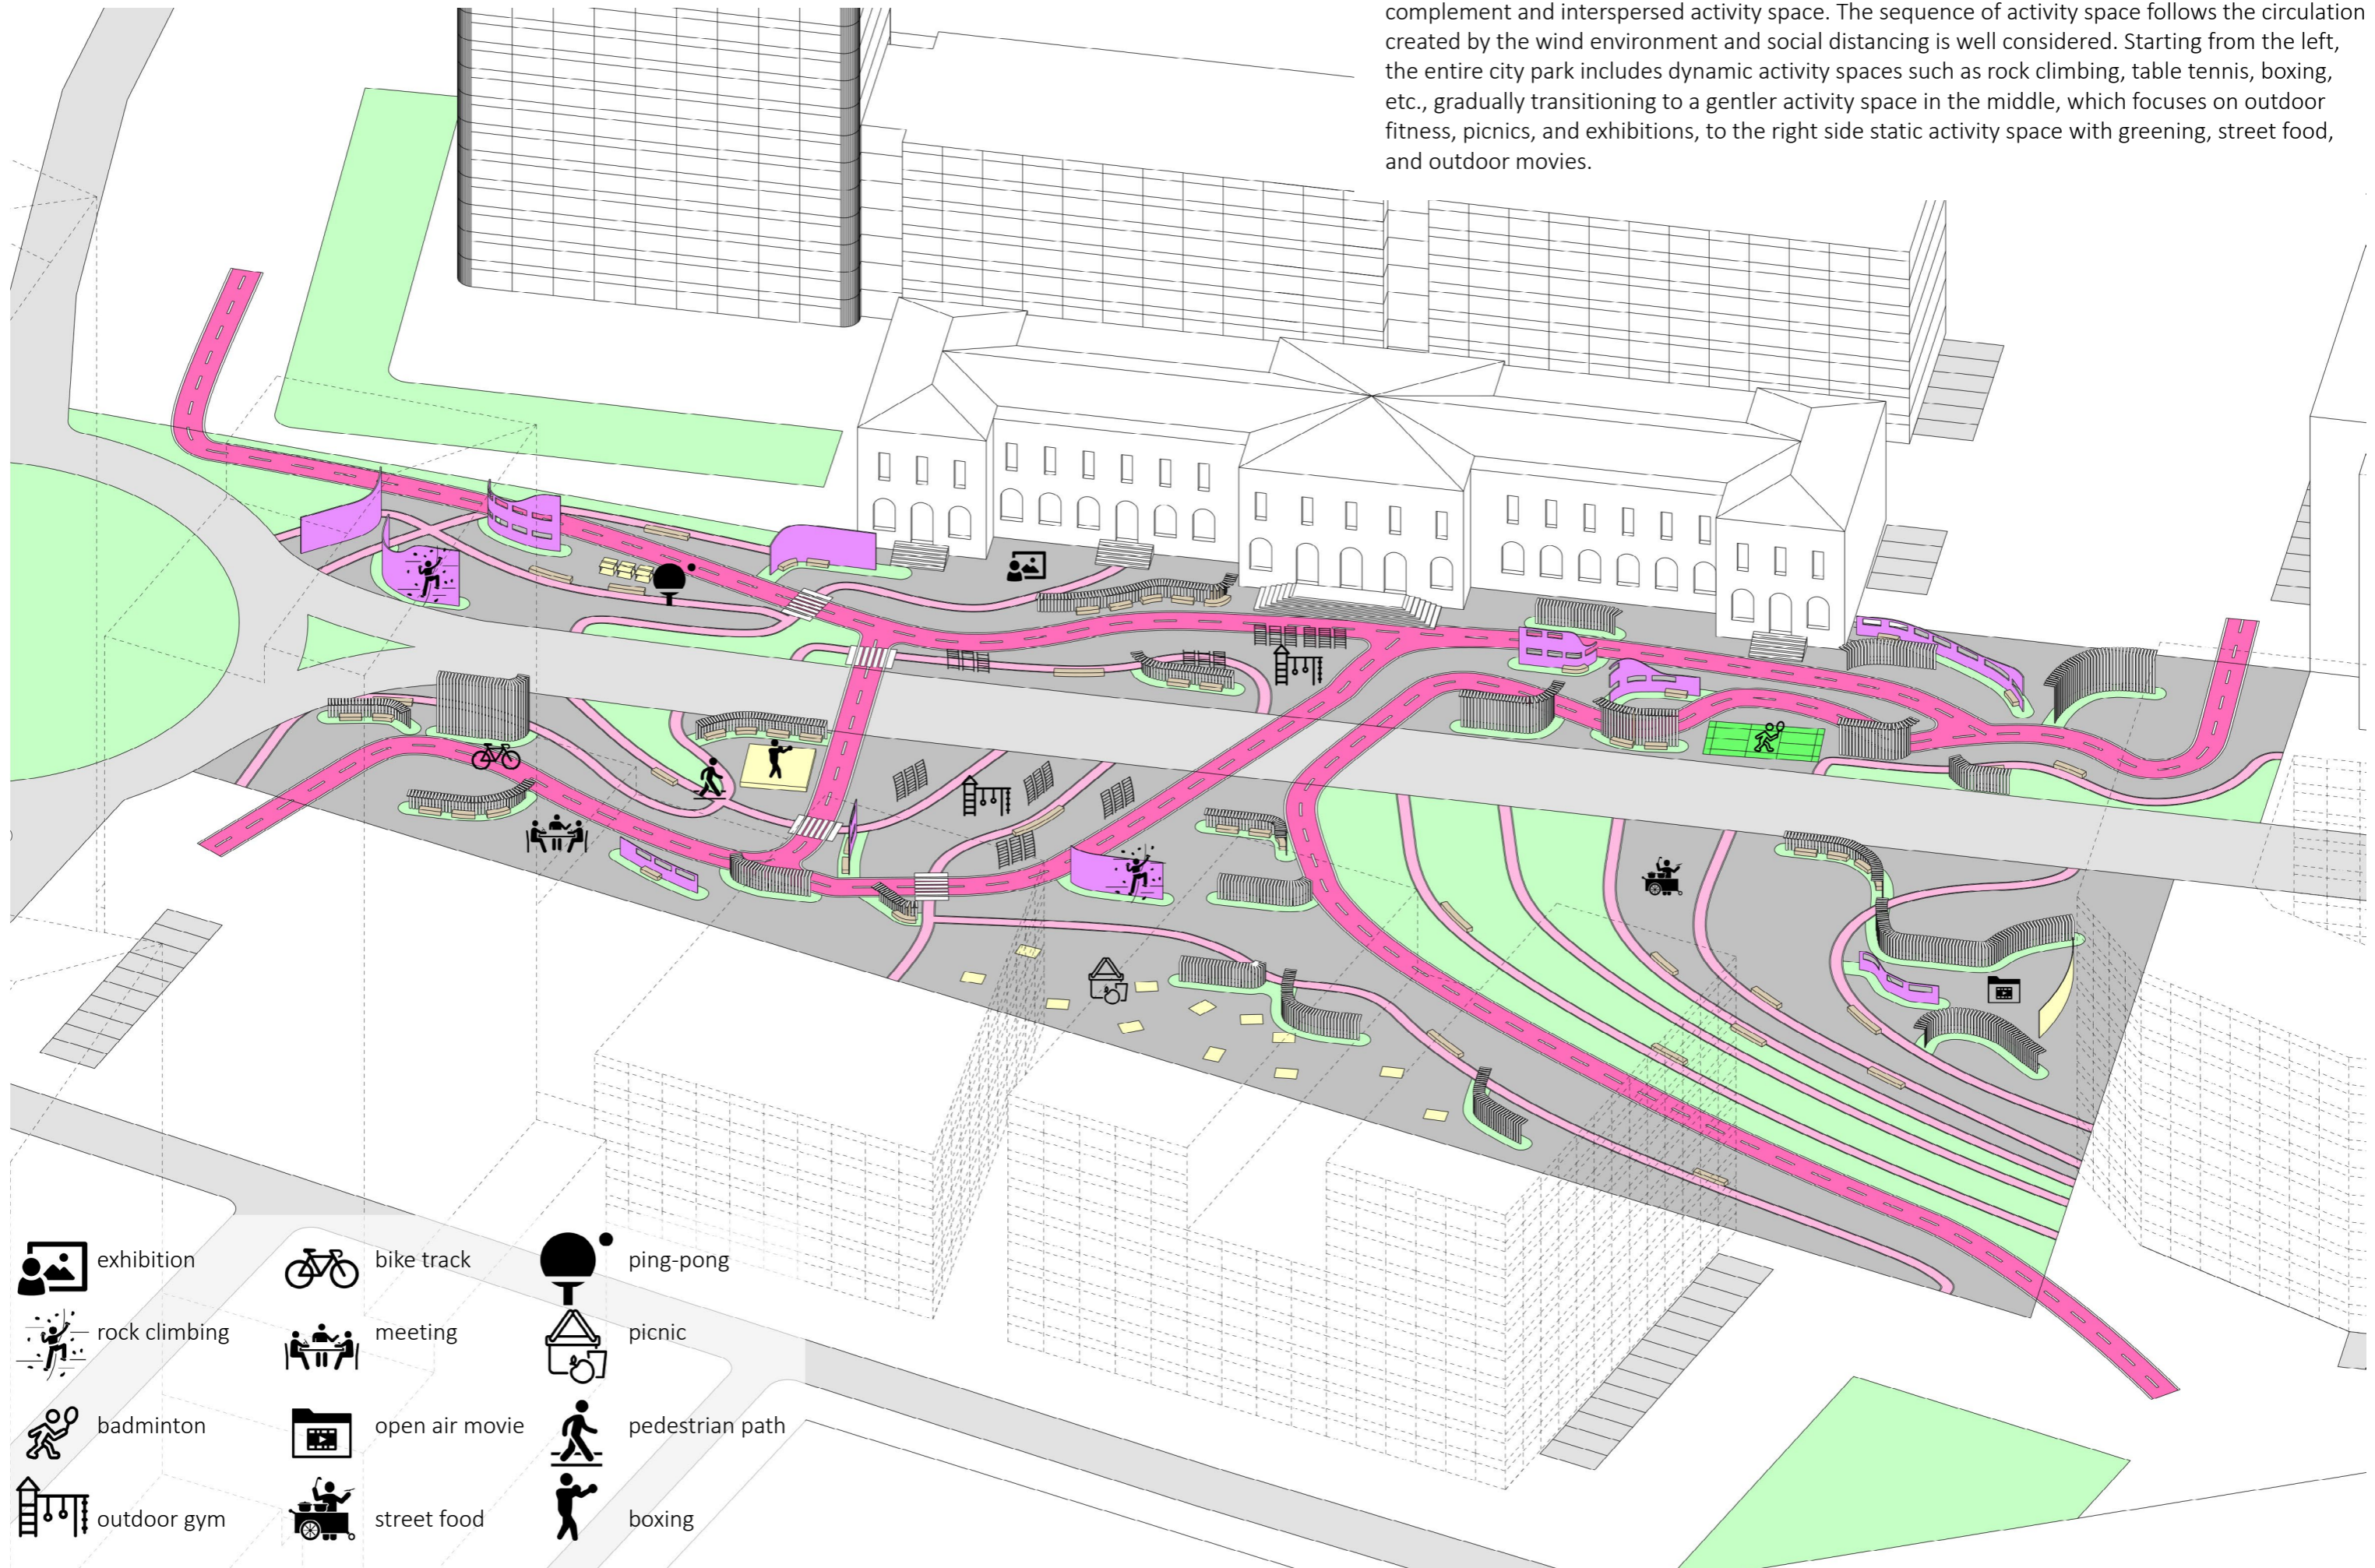 complement and interspersed activity space. The sequence of activity space follows the circulation
created by the wind environment and social distancing is well considered. Starting from the left,
the entire city park includes dynamic activity spaces such as rock climbing, table tennis, boxing,
etc., gradually transitioning to a gentler activity space in the middle, which focuses on outdoor
fitness, picnics, and exhibitions, to the right side static activity space with greening, street food,
and outdoor movies.
exhibition
bike track
ping-pong
rock climbing
meeting
picnic
badminton
open air movie
pedestrian path
outdoor gym
street food
boxing